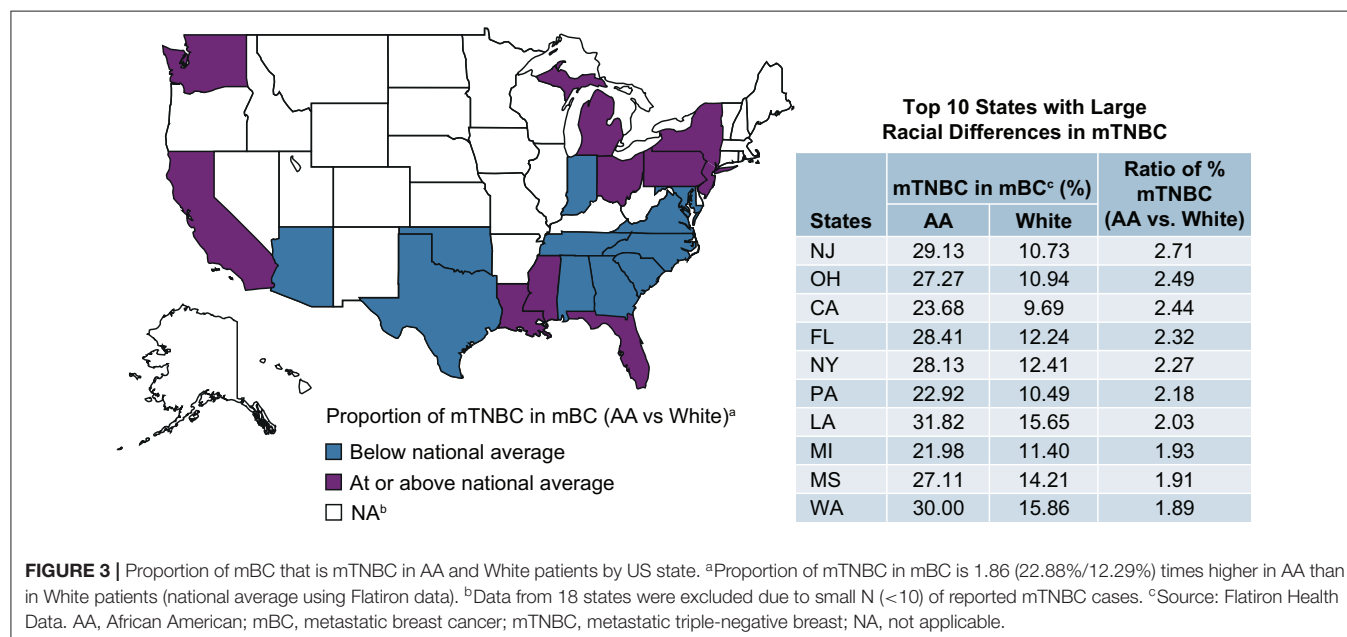 Top 10 States with Large
Racial Differences in mTNBC
States
mTNBC in mBCᶜ (%)
Ratio of %
mTNBC
(AA vs. White)
AA White
NJ 29.13 10.73 2.71
OH 27.27 10.94 2.49
CA 23.68 9.69 2.44
FL 28.41 12.24 2.32
NY 28.13 12.41 2.27
PA 22.92 10.49 2.18
LA 31.82 15.65 2.03
MI 21.98 11.40 1.93
MS 27.11 14.21 1.91
WA 30.00 15.86 1.89
Proportion of mTNBC in mBC (AA vs White)ᵃ
Below national average
At or above national average
NAᵇ
FIGURE 3 | Proportion of mBC that is mTNBC in AA and White patients by US state. ᵃProportion of mTNBC in mBC is 1.86 (22.88%/12.29%) times higher in AA than
in White patients (national average using Flatiron data). ᵇData from 18 states were excluded due to small N (<10) of reported mTNBC cases. ᶜSource: Flatiron Health
Data. AA, African American; mBC, metastatic breast cancer; mTNBC, metastatic triple-negative breast; NA, not applicable.